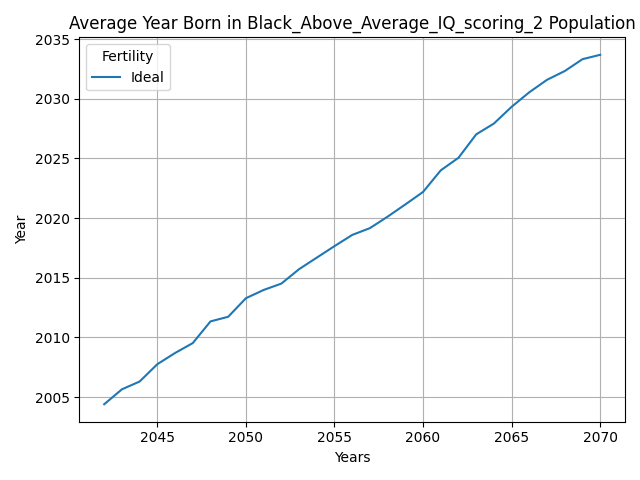 Average Year Born in Black_Above_Average_IQ_scoring_2 Population
2035
2030
2025
2020
2015
2010
2005
Year
Fertility
Ideal
2045 2050 2055 2060 2065 2070
Years